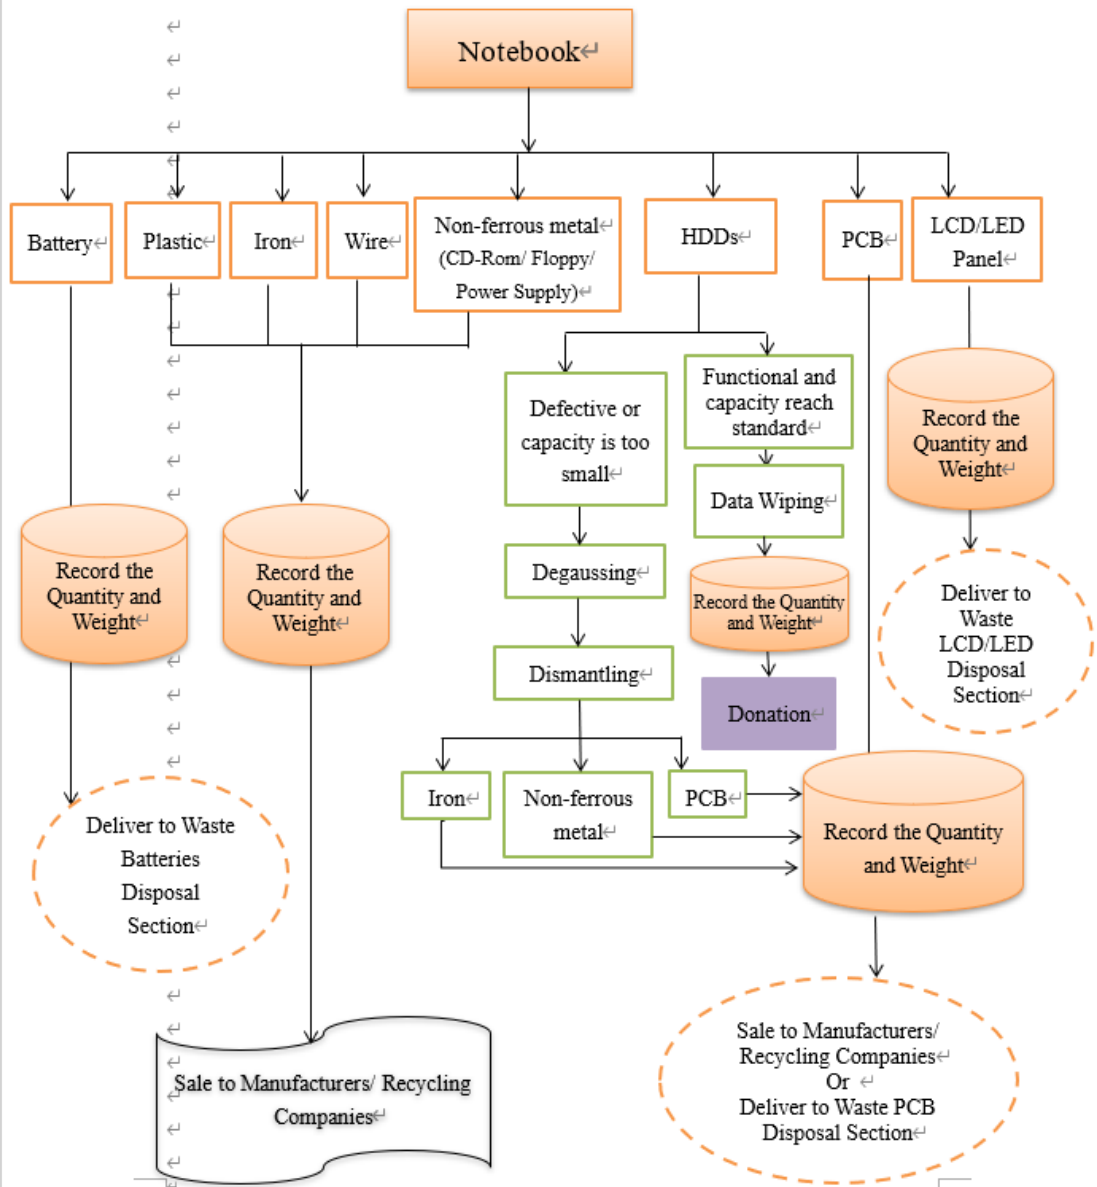 Notebook
Battery
Plastic
Iron
Wire
Non-ferrous metal
(CD-Rom/ Floppy/
Power Supply)
HDDs
PCB
LCD/LED
Panel
Defective or
capacity is too
small
Functional and
capacity reach
standard
Record the
Quantity and
Weight
Data Wiping
Record the
Quantity and
Weight
Record the
Quantity and
Weight
Degaussing
Record the Quantity
and Weight
Deliver to
Waste
LCD/LED
Disposal
Section
Dismantling
Donation
Iron
Non-ferrous
metal
PCB
Record the Quantity
and Weight
Deliver to Waste
Batteries
Disposal
Section
Sale to Manufacturers/ Recycling
Companies
Sale to Manufacturers/
Recycling Companies
Or
Deliver to Waste PCB
Disposal Section